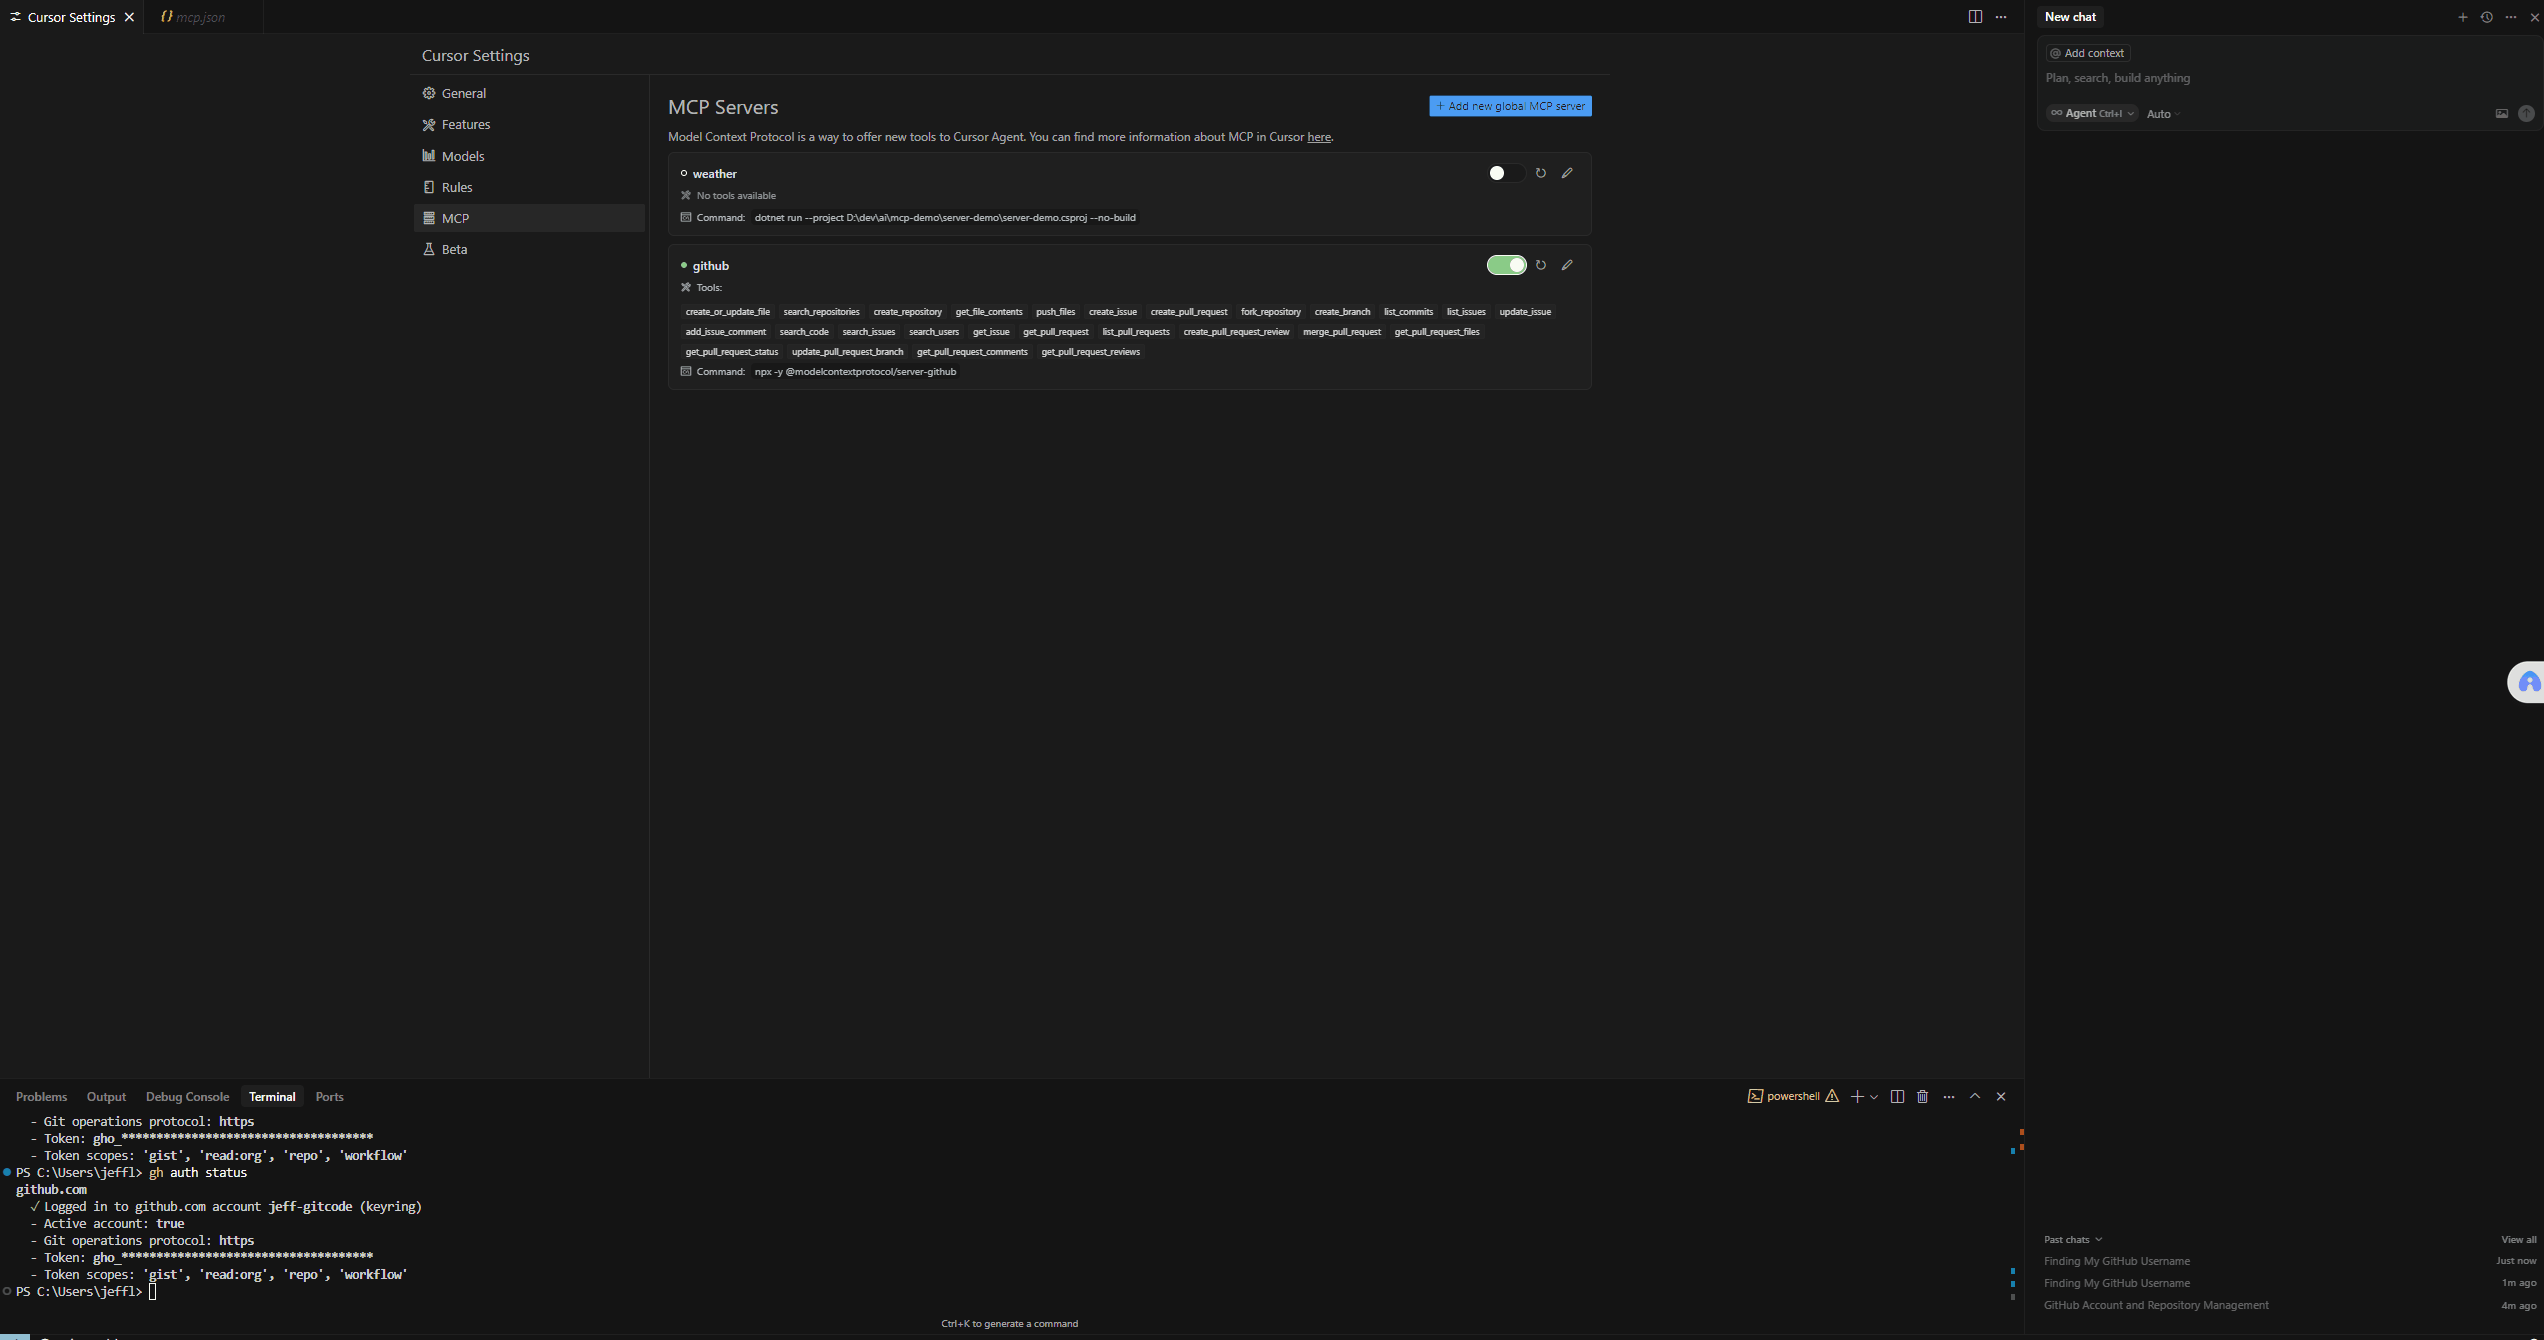 Cursor Settings
mcp.json
Cursor Settings
General
Features
Models
Rules
MCP
Beta
MCP Servers
+ Add new global MCP server
Model Context Protocol is a way to offer new tools to Cursor Agent. You can find more information about MCP in Cursor here.
weather
No tools available
Command: dotnet run --project D:\dev\ai\mcp-demo\server-demo\server-demo.csproj --no-build
github
Tools:
create_or_update_file search_repositories create_repository get_file_contents push_files create_issue create_pull_request fork_repository create_branch list_commits list_issues update_issue
add_issue_comment search_code search_issues search_users get_issue get_pull_request list_pull_requests create_pull_request_review merge_pull_request get_pull_request_files
get_pull_request_status update_pull_request_branch get_pull_request_comments get_pull_request_reviews
Command: npx -y @modelcontextprotocol/server-github
Problems Output Debug Console Terminal Ports
powershell
- Git operations protocol: https
- Token: gho_************************************
- Token scopes: 'gist', 'read:org', 'repo', 'workflow'
PS C:\Users\jeffl> gh auth status
github.com
✓ Logged in to github.com account jeff-gitcode (keyring)
- Active account: true
- Git operations protocol: https
- Token: gho_************************************
- Token scopes: 'gist', 'read:org', 'repo', 'workflow'
PS C:\Users\jeffl>
Ctrl+K to generate a command
New chat
@ Add context
Plan, search, build anything
Agent Ctrl+I Auto
Past chats View all
Finding My GitHub Username Just now
Finding My GitHub Username 1m ago
GitHub Account and Repository Management 4m ago